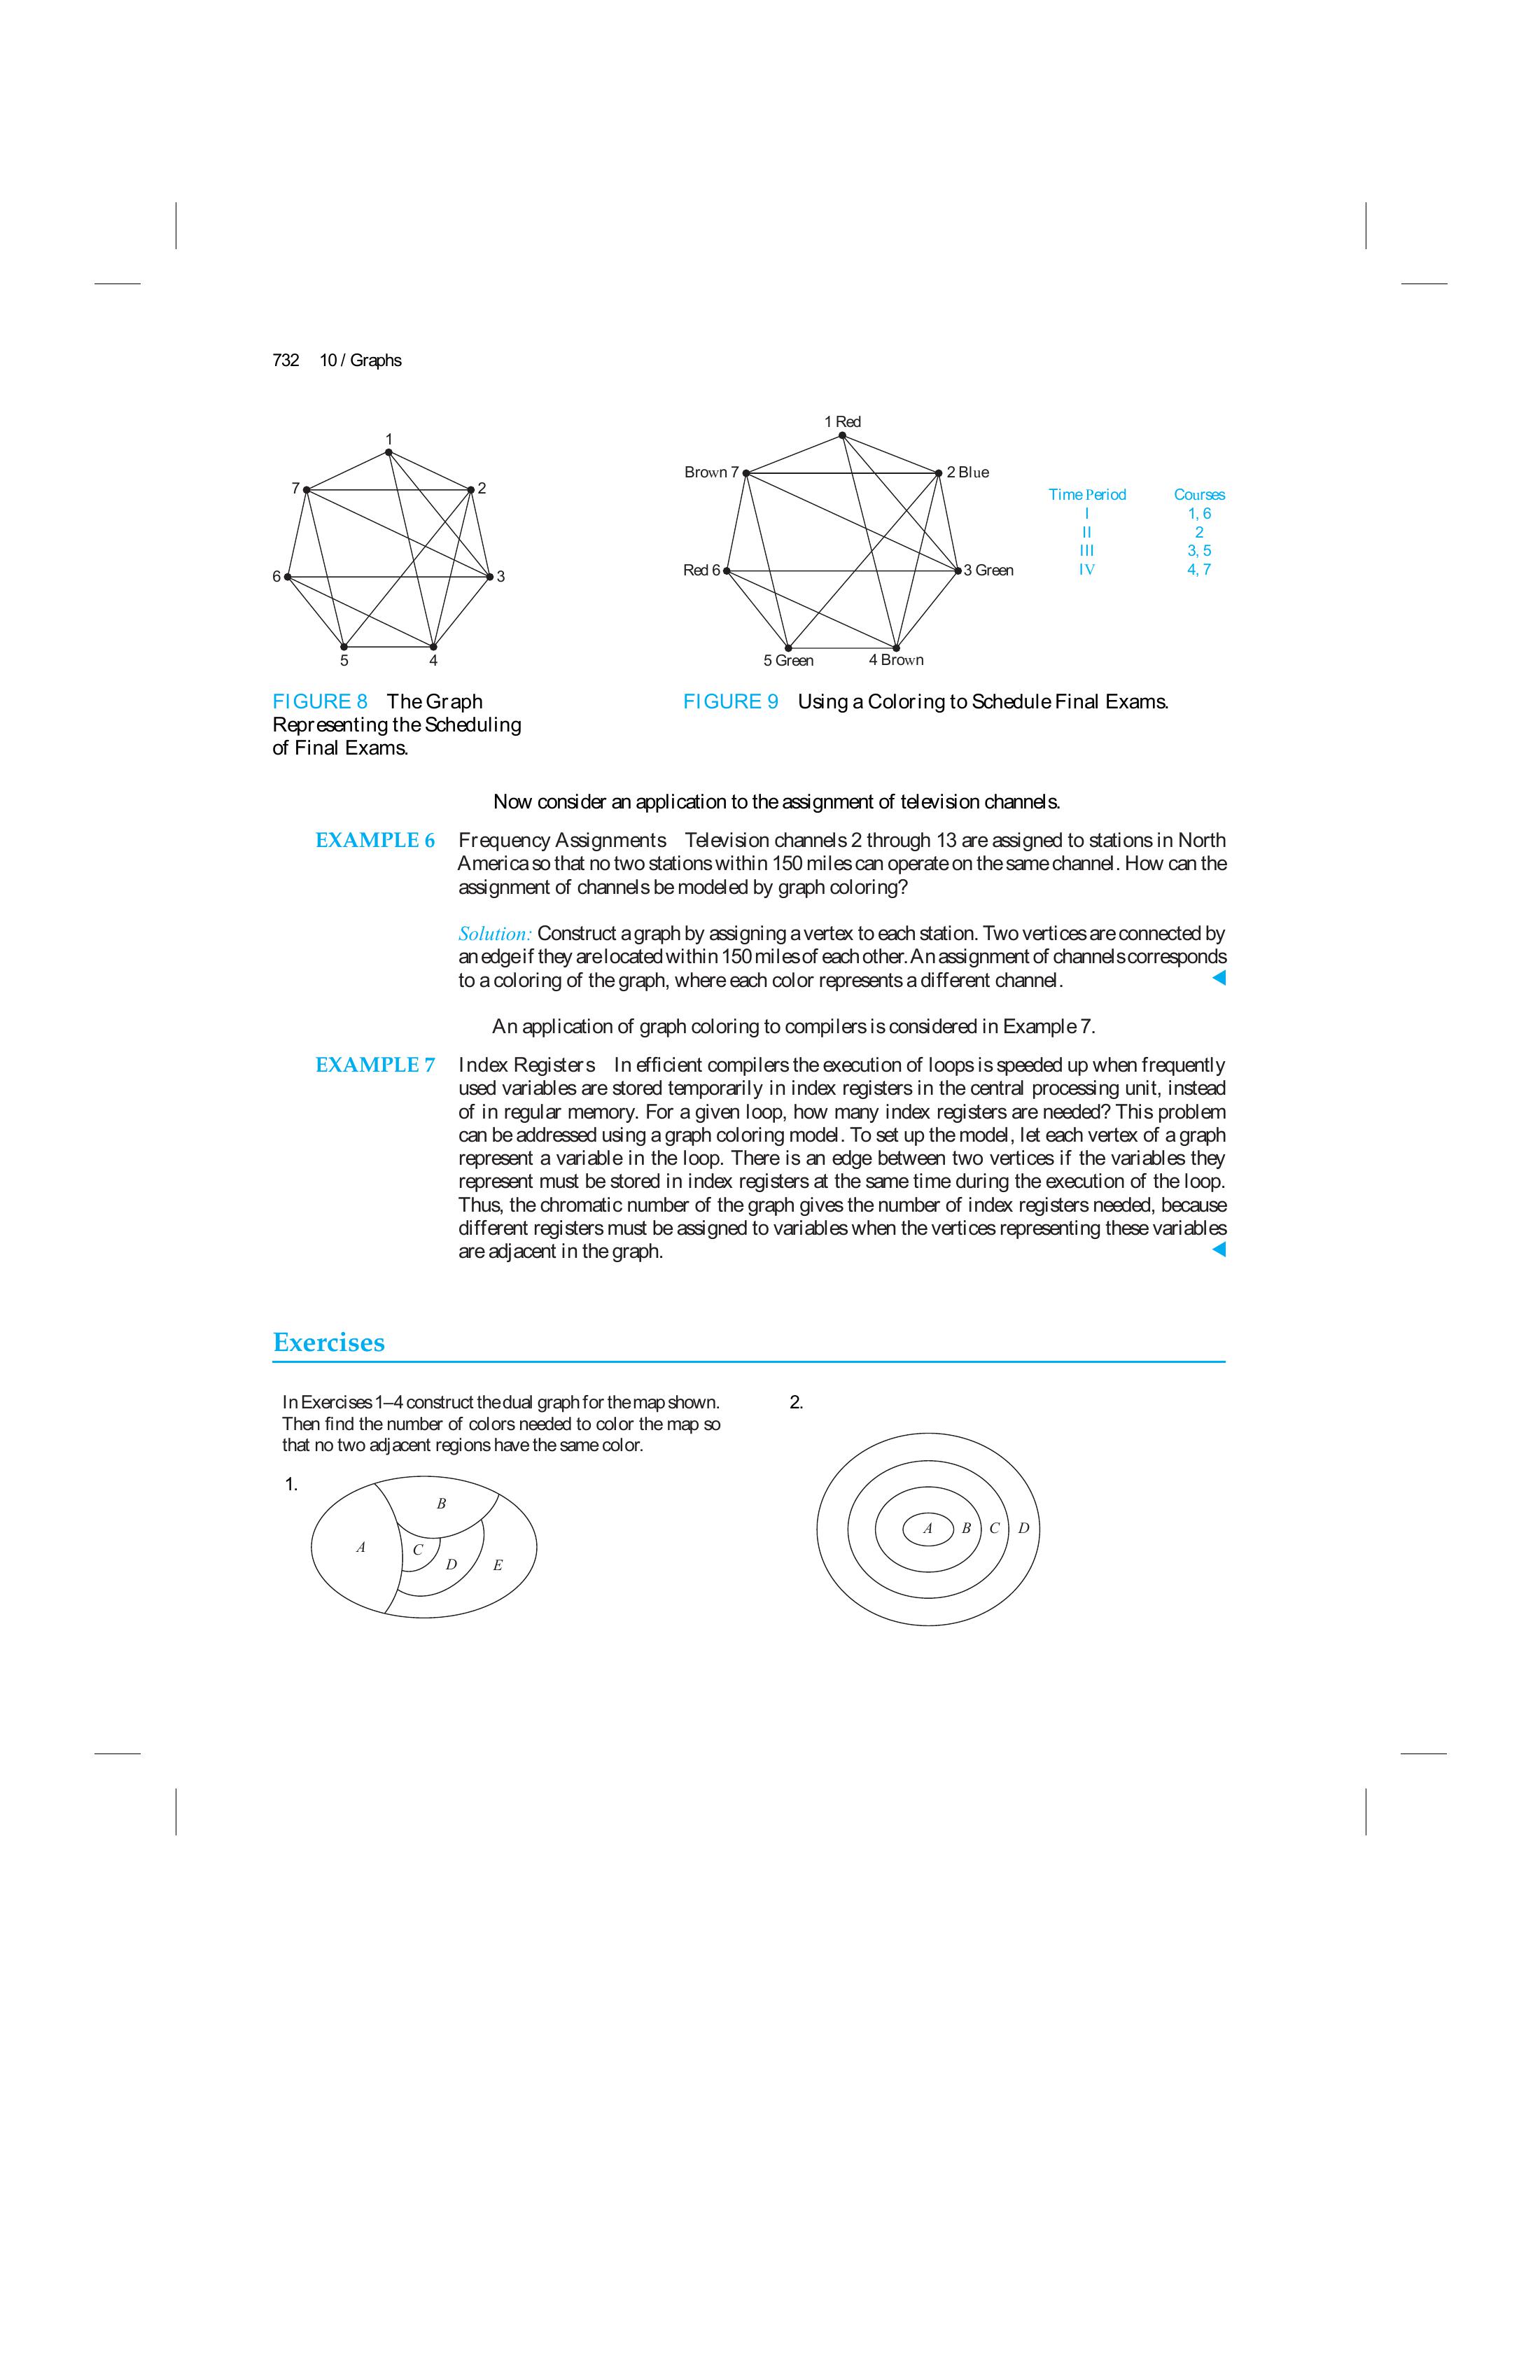 732 10 / Graphs
1
7
2
6
3
5
4
1 Red
Brown 7
2 Blue
Red 6
3 Green
5 Green
4 Brown
Time Period Courses
I 1, 6
II 2
III 3, 5
IV 4, 7
FIGURE 8 The Graph
Representing the Scheduling
of Final Exams.
FIGURE 9 Using a Coloring to Schedule Final Exams.
Now consider an application to the assignment of television channels.
EXAMPLE 6 Frequency Assignments Television channels 2 through 13 are assigned to stations in North
America so that no two stations within 150 miles can operate on the same channel. How can the
assignment of channels be modeled by graph coloring?
Solution: Construct a graph by assigning a vertex to each station. Two vertices are connected by
an edge if they are located within 150 miles of each other. An assignment of channels corresponds
to a coloring of the graph, where each color represents a different channel.
An application of graph coloring to compilers is considered in Example 7.
EXAMPLE 7 Index Registers In efficient compilers the execution of loops is speeded up when frequently
used variables are stored temporarily in index registers in the central processing unit, instead
of in regular memory. For a given loop, how many index registers are needed? This problem
can be addressed using a graph coloring model. To set up the model, let each vertex of a graph
represent a variable in the loop. There is an edge between two vertices if the variables they
represent must be stored in index registers at the same time during the execution of the loop.
Thus, the chromatic number of the graph gives the number of index registers needed, because
different registers must be assigned to variables when the vertices representing these variables
are adjacent in the graph.
Exercises
In Exercises 1–4 construct the dual graph for the map shown.
Then find the number of colors needed to color the map so
that no two adjacent regions have the same color.
1.
B
A
C
D
E
2.
A B C D